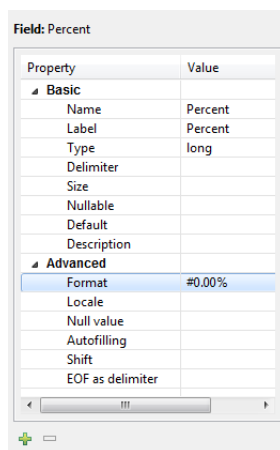 Field: Percent
Property Value
Basic
Name Percent
Label Percent
Type long
Delimiter
Size
Nullable
Default
Description
Advanced
Format #0.00%
Locale
Null value
Autofilling
Shift
EOF as delimiter